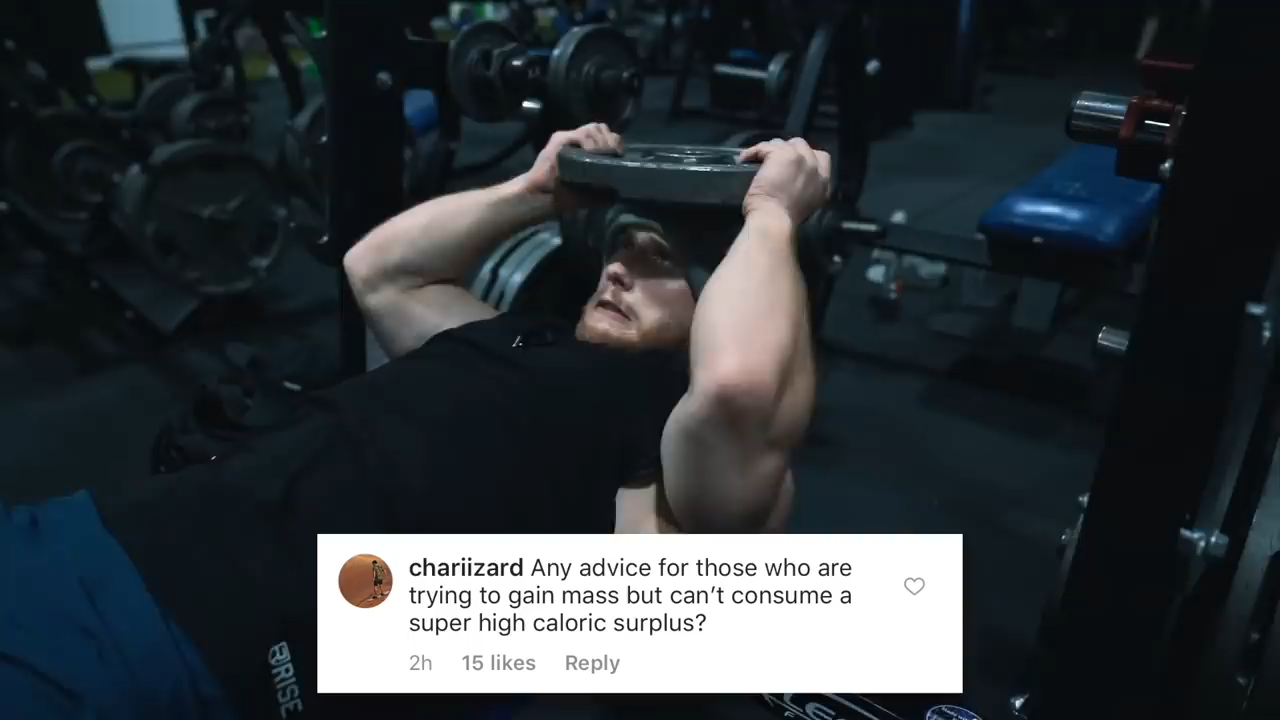 chariizard Any advice for those who are
trying to gain mass but can’t consume a
super high caloric surplus?
2h 15 likes Reply
RISE